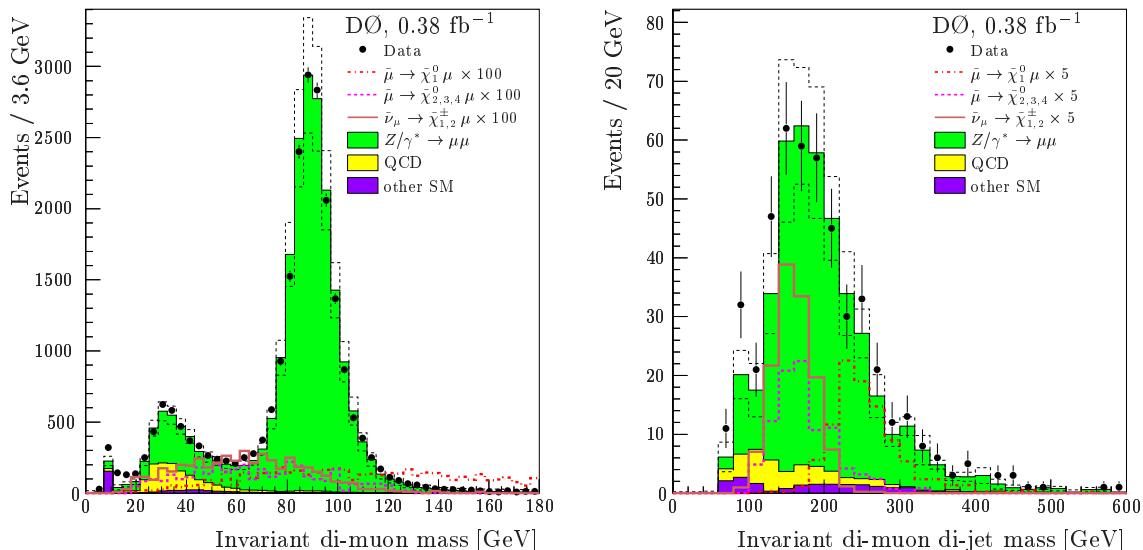 DØ, 0.38 fb⁻¹
Data
μ̃ → χ̃⁰₁ μ × 100
μ̃ → χ̃⁰₂,₃,₄ μ × 100
ν̃_μ → χ̃±₁,₂ μ × 100
Z/γ* → μμ
QCD
other SM
Events / 3.6 GeV
3000
2500
2000
1500
1000
500
0
0 20 40 60 80 100 120 140 160 180
Invariant di-muon mass [GeV]
DØ, 0.38 fb⁻¹
Data
μ̃ → χ̃⁰₁ μ × 5
μ̃ → χ̃⁰₂,₃,₄ × 5
ν̃_μ → χ̃±₁,₂ × 5
Z/γ* → μμ
QCD
other SM
Events / 20 GeV
80
70
60
50
40
30
20
10
0
0 100 200 300 400 500 600
Invariant di-muon di-jet mass [GeV]